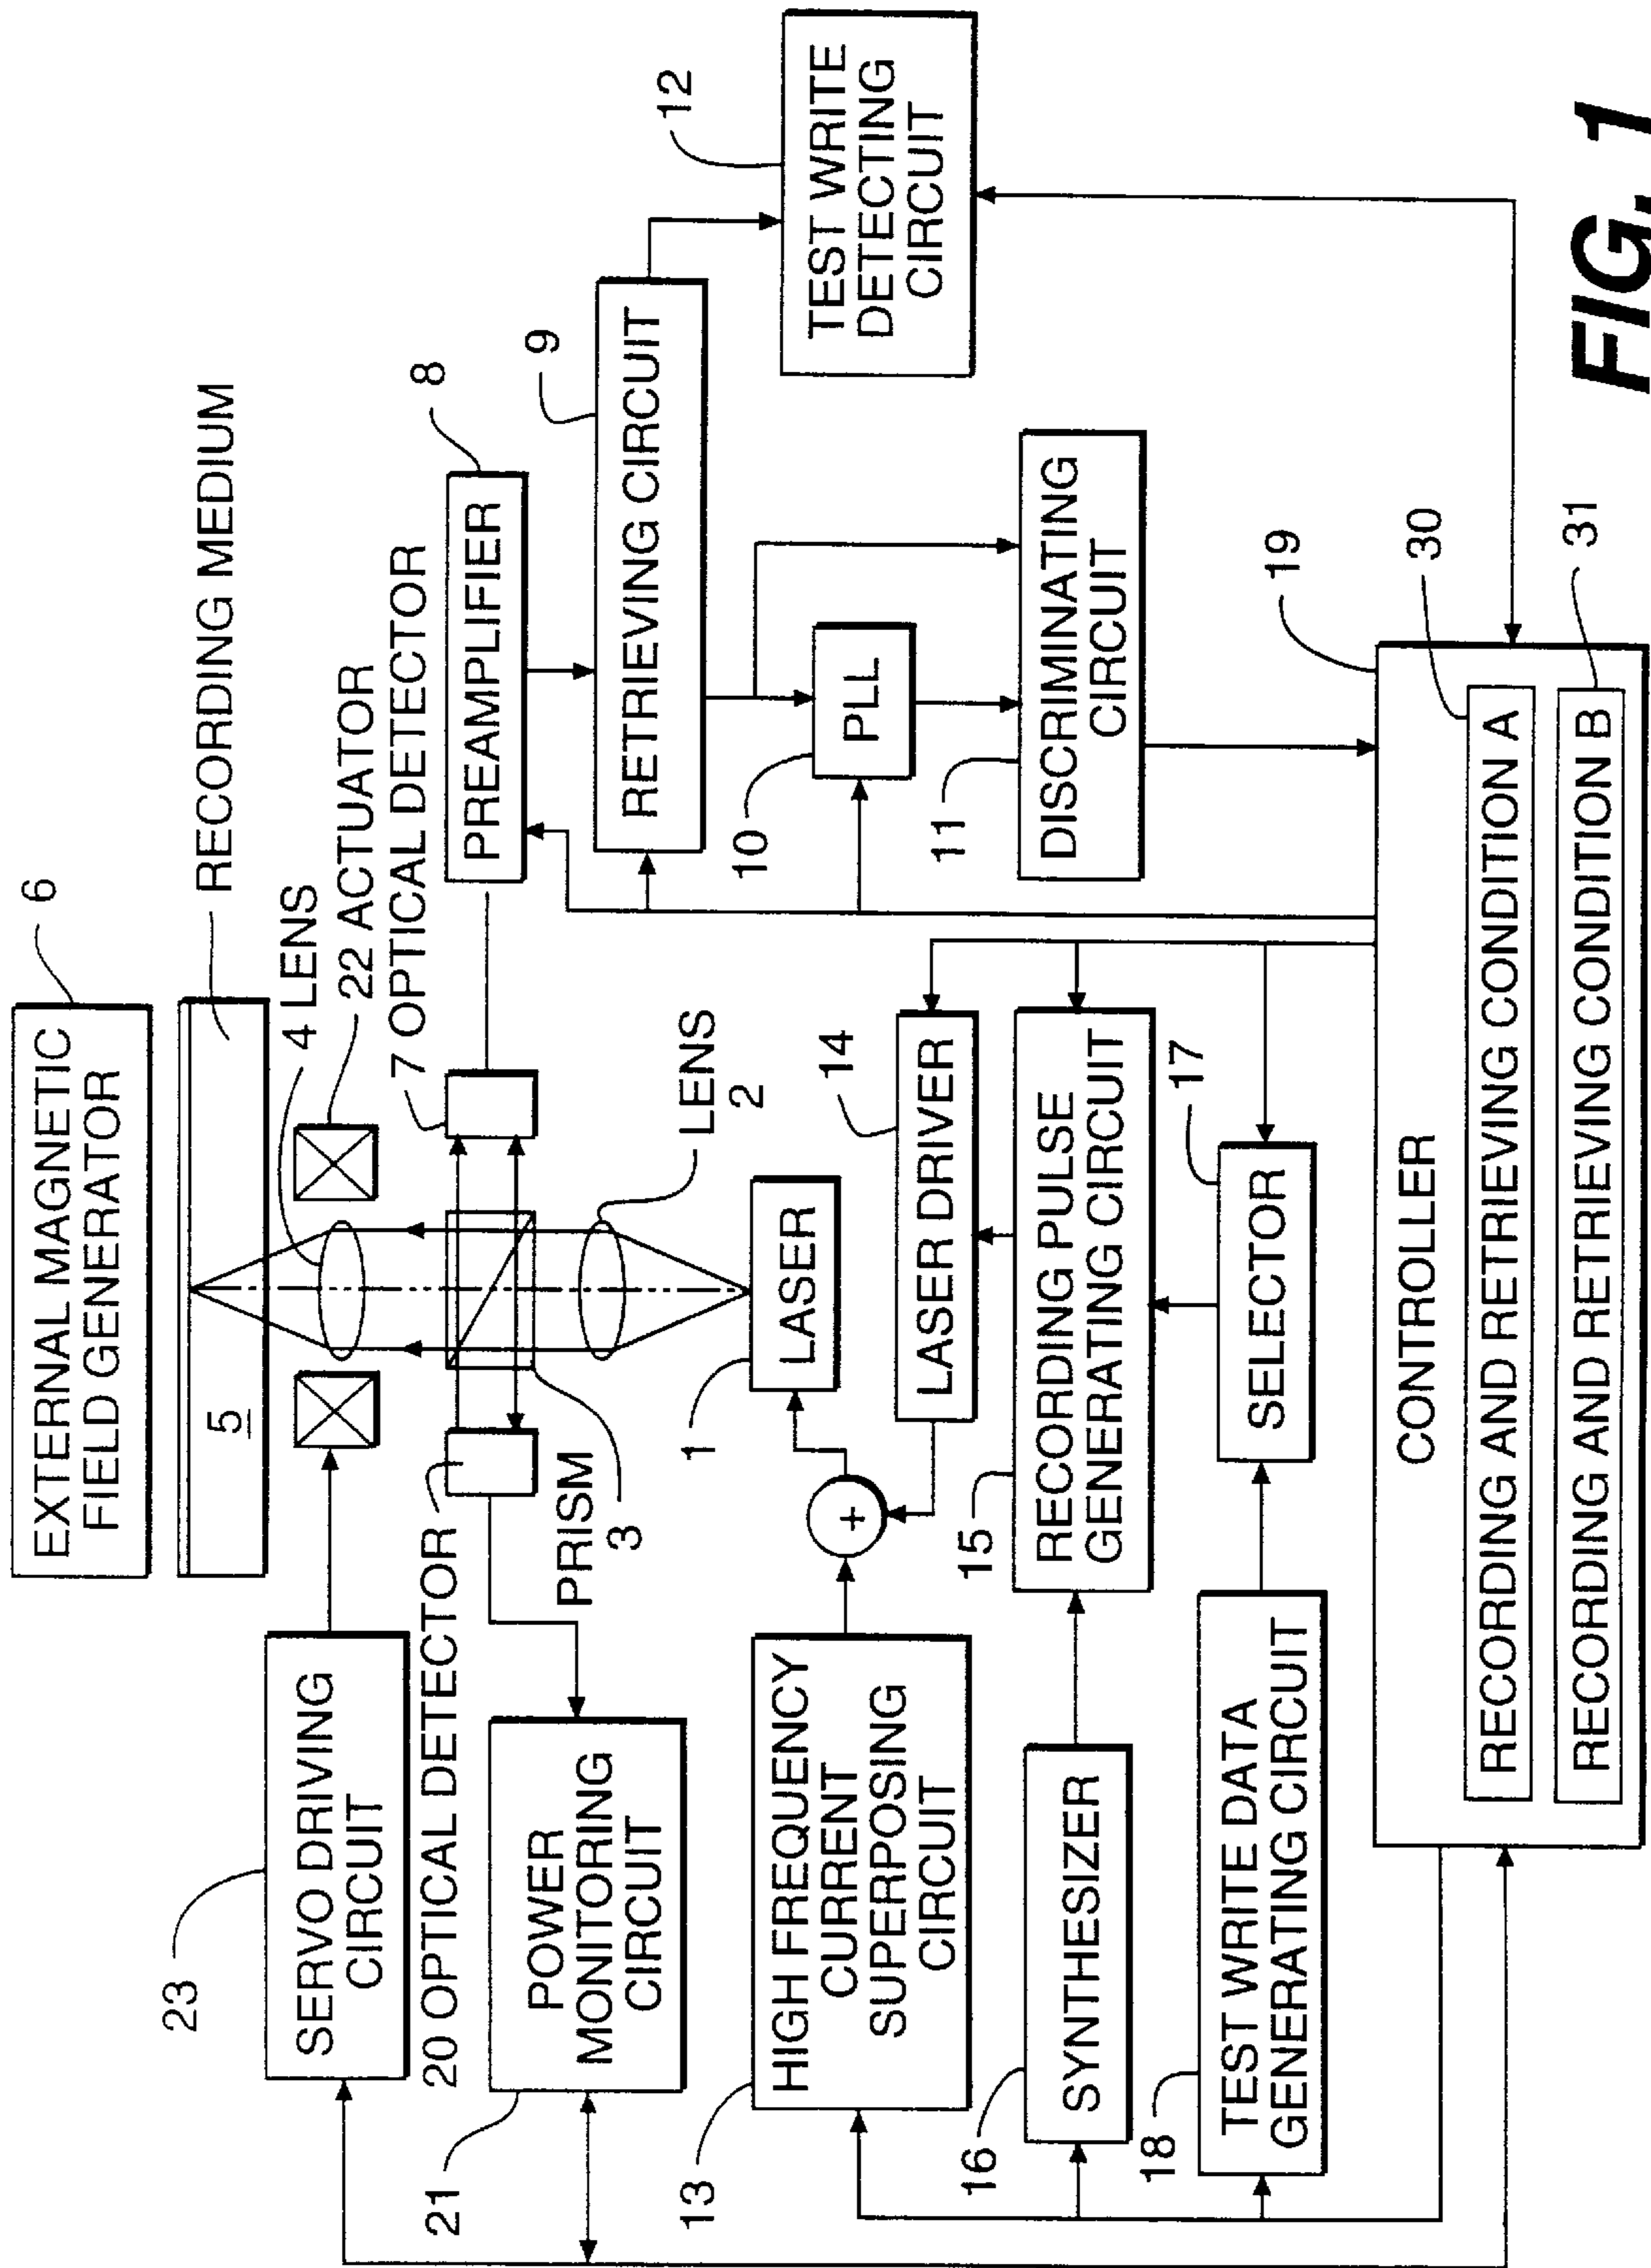 EXTERNAL MAGNETIC
FIELD GENERATOR
6
RECORDING MEDIUM
5
4 LENS
22 ACTUATOR
7 OPTICAL DETECTOR
23
SERVO DRIVING
CIRCUIT
20 OPTICAL DETECTOR
PRISM
3
LENS
2
21
POWER
MONITORING
CIRCUIT
8
PREAMPLIFIER
9
RETRIEVING CIRCUIT
12
TEST WRITE
DETECTING
CIRCUIT
10
PLL
11
DISCRIMINATING
CIRCUIT
1
LASER
+
13
HIGH FREQUENCY
CURRENT
SUPERPOSING
CIRCUIT
14
LASER DRIVER
15
RECORDING PULSE
GENERATING CIRCUIT
16
SYNTHESIZER
17
SELECTOR
18
TEST WRITE DATA
GENERATING CIRCUIT
19
CONTROLLER
30
RECORDING AND RETRIEVING CONDITION A
31
RECORDING AND RETRIEVING CONDITION B
FIG. 1